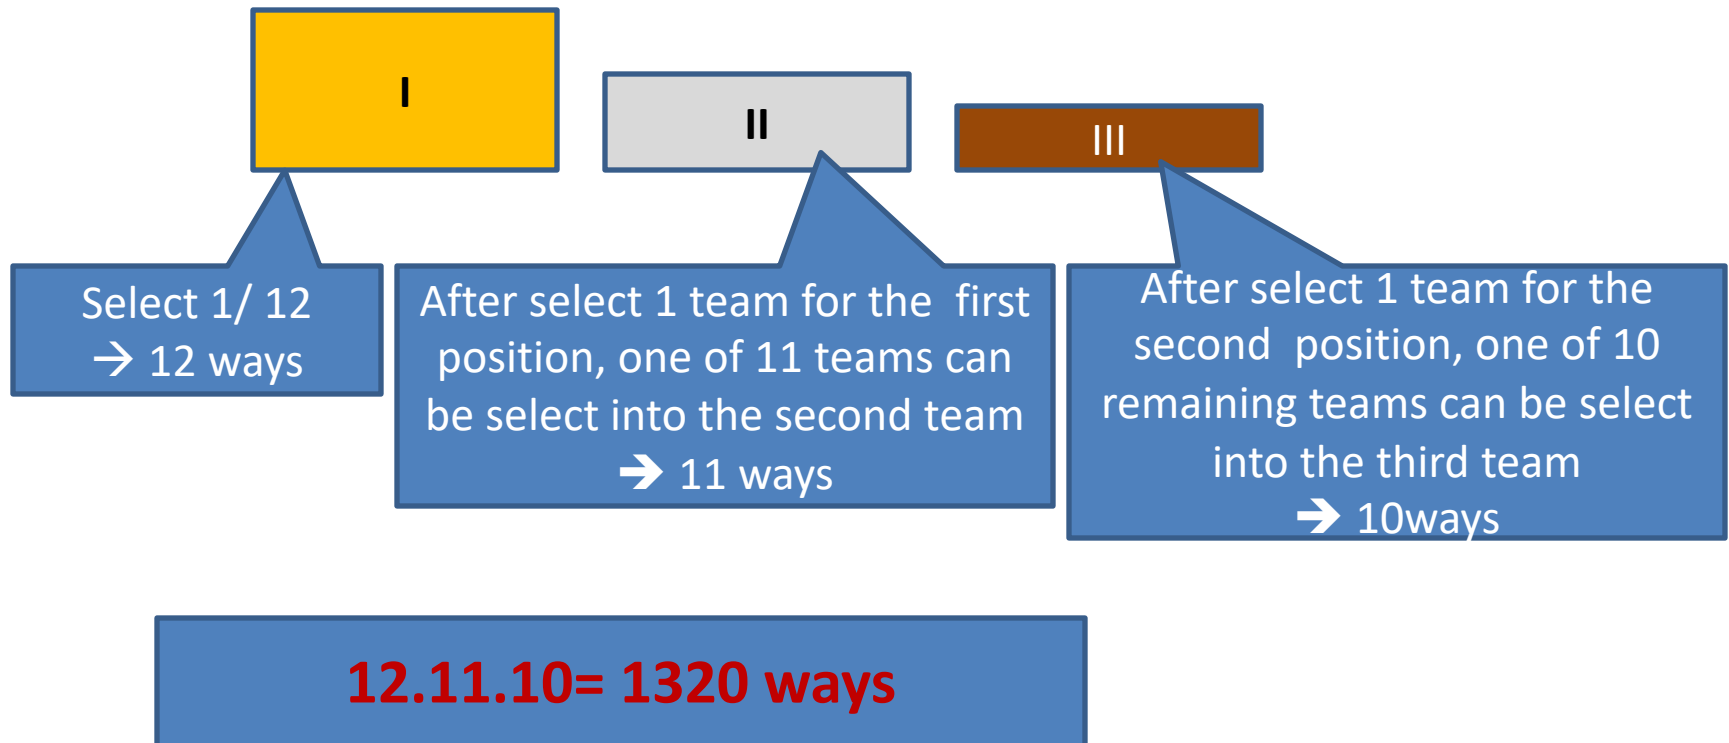 I
II
III
Select 1/ 12
➔ 12 ways
After select 1 team for the  first
position, one of 11 teams can
be select into the second team
➔ 11 ways
After select 1 team for the
second  position, one of 10
remaining teams can be select
into the third team
➔ 10ways
12.11.10= 1320 ways